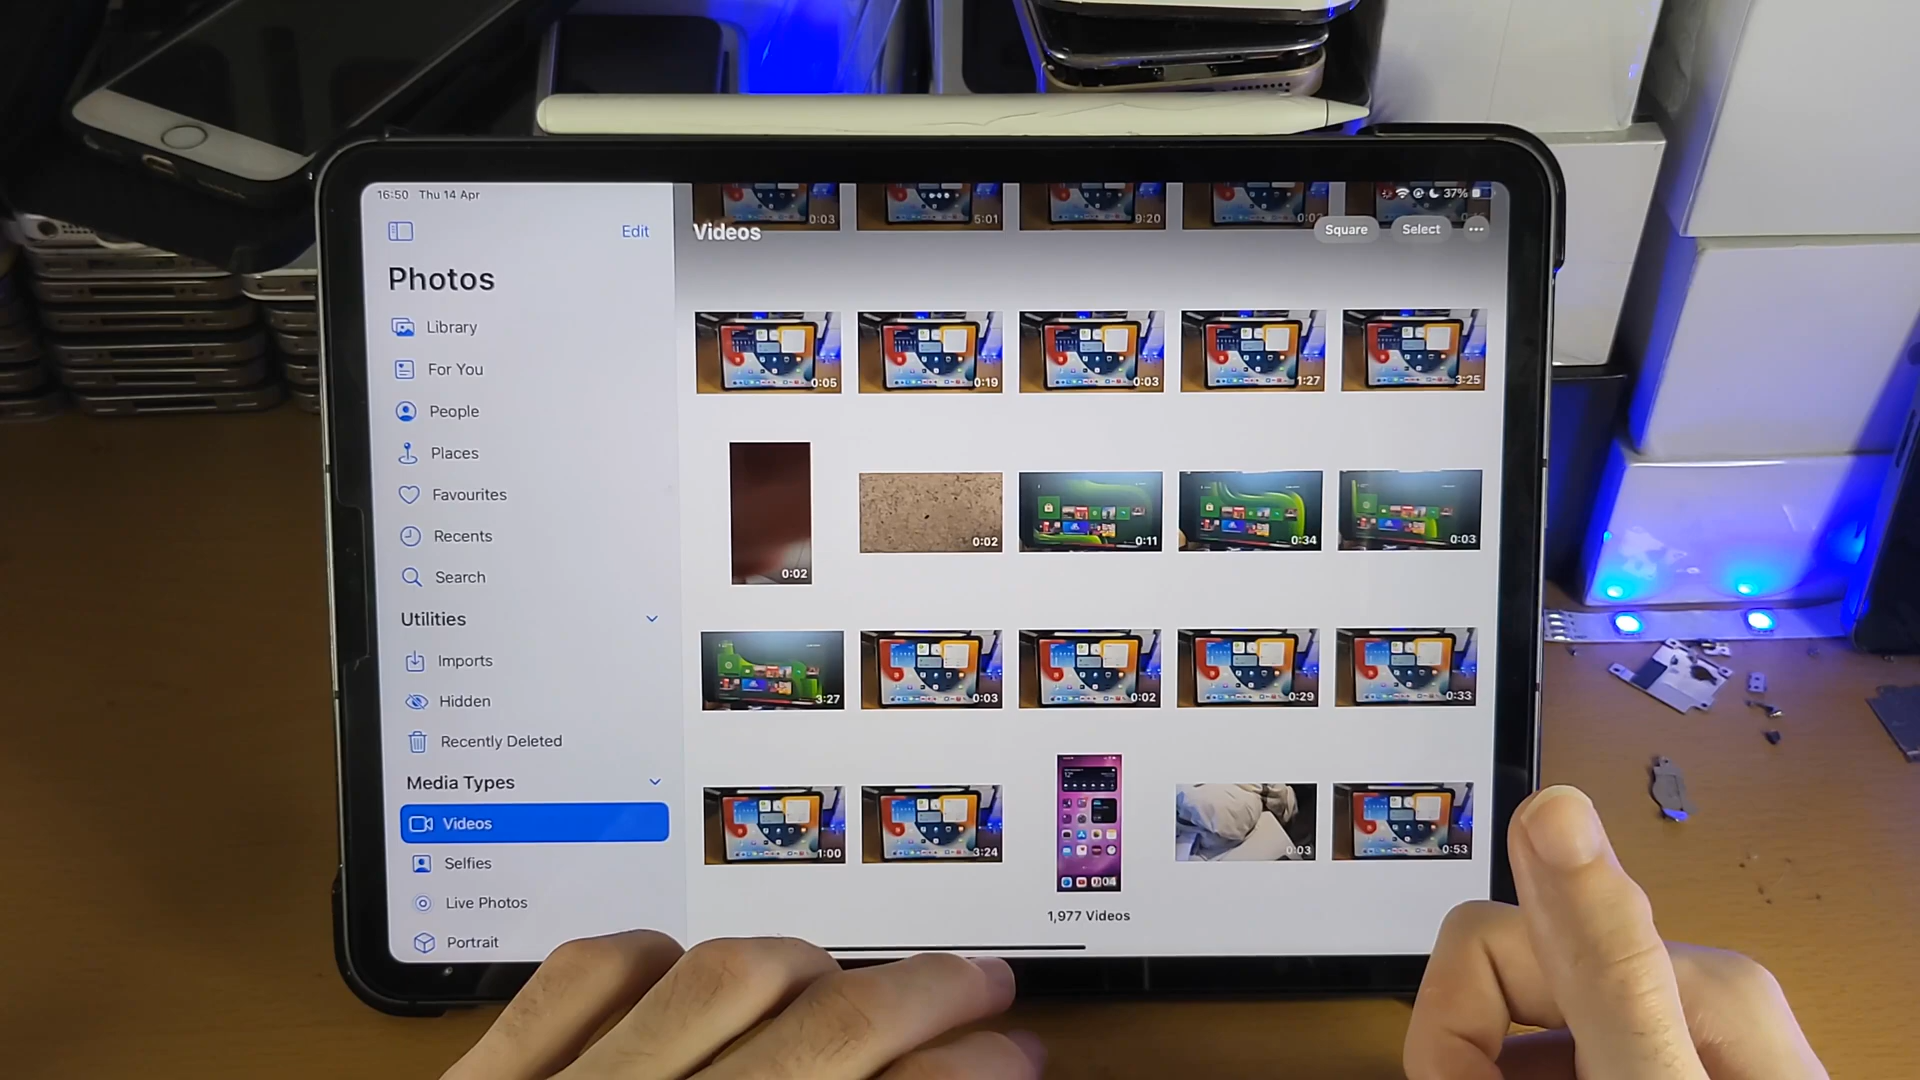 16:50 Thu 14 Apr
37%
Edit
Photos
Library
For You
People
Places
Favourites
Recents
Search
Utilities
Imports
Hidden
Recently Deleted
Media Types
Videos
Selfies
Live Photos
Portrait
0:03 5:01 9:20
Videos
Square Select
0:05 0:19 0:03 1:27 3:25
0:02 0:02 0:11 0:34 0:03
3:27 0:03 0:02 0:29 0:33
1:00 3:24 0:03 0:53
1,977 Videos